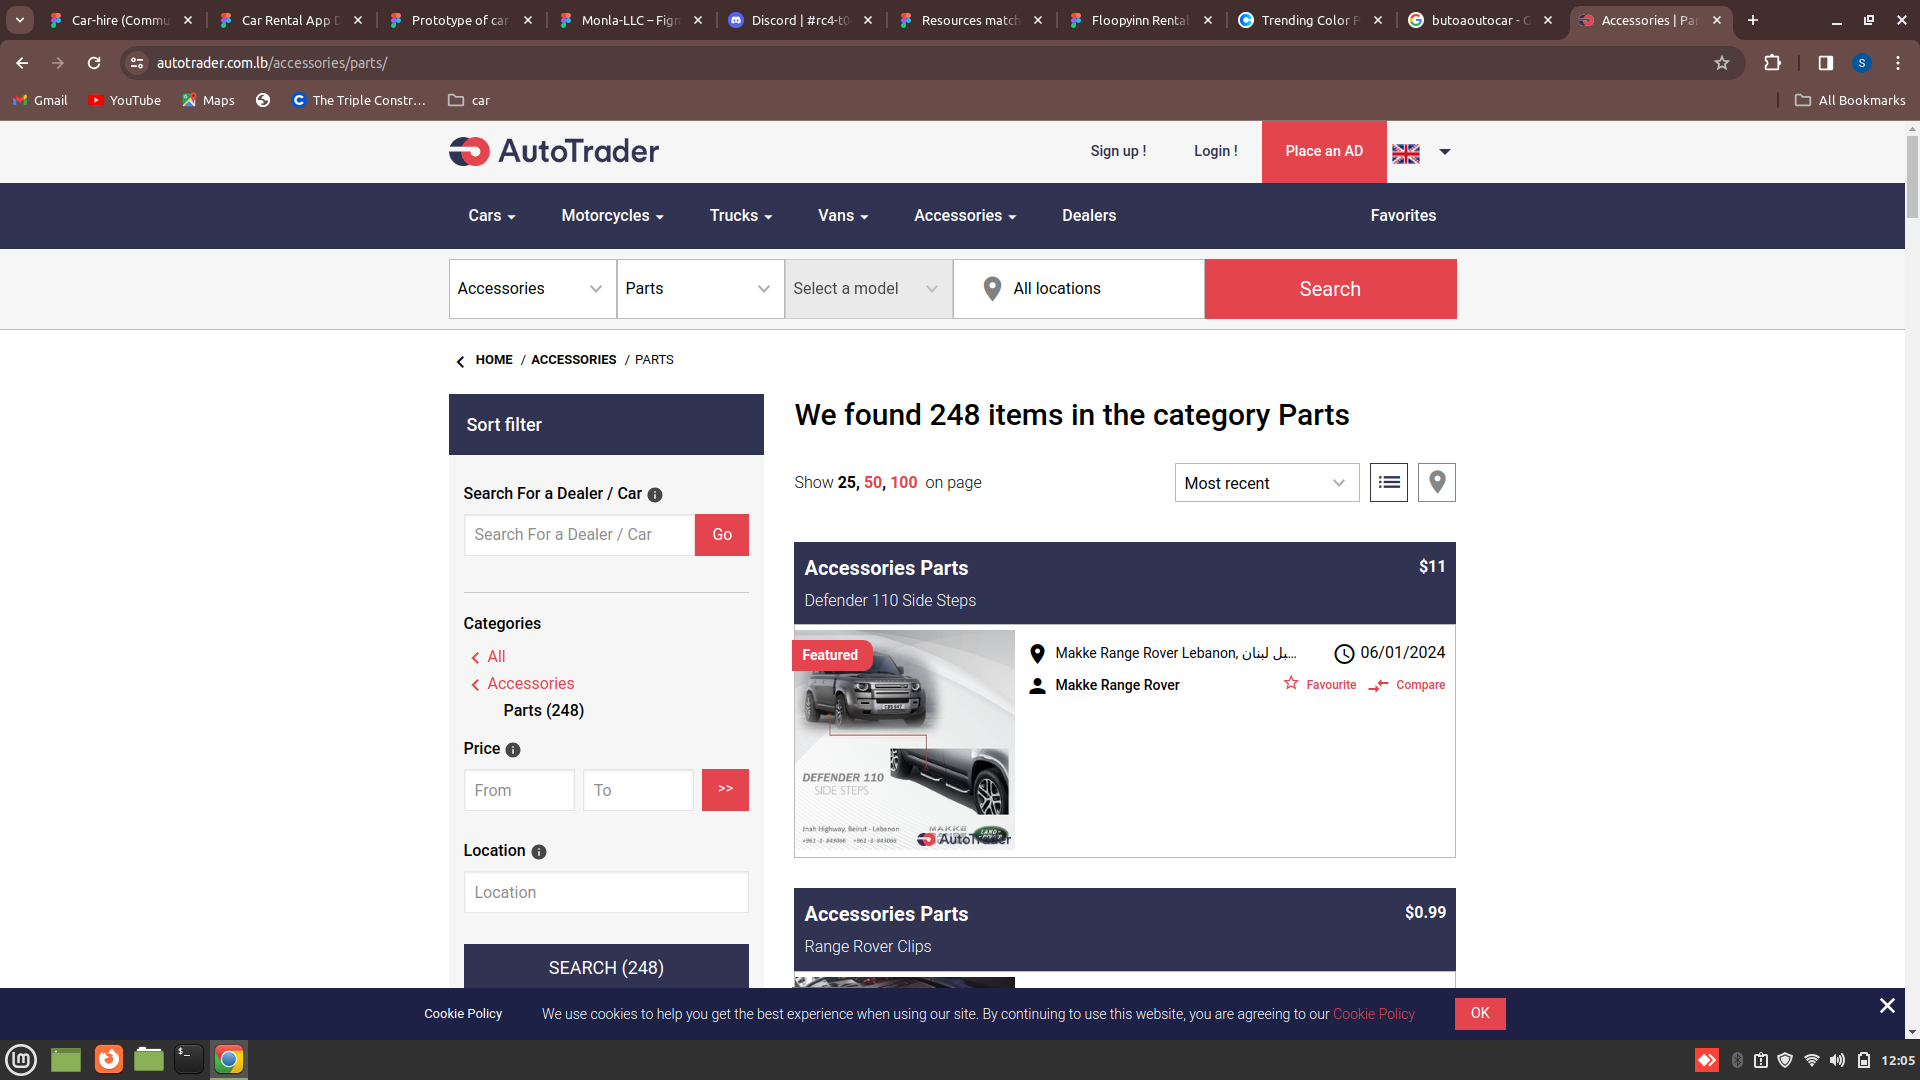 Car-hire (Commu
Car Rental App D
Prototype of car
Monla-LLC – Figm
Discord | #rc4-t0
Resources match
Floopyinn Rental
Trending Color P
butoaoutocar - G
Accessories | Par
autotrader.com.lb/accessories/parts/
S
Gmail
YouTube
Maps
The Triple Constr...
car
All Bookmarks
AutoTrader
Sign up !
Login !
Place an AD
Cars
Motorcycles
Trucks
Vans
Accessories
Dealers
Favorites
Accessories
Parts
Select a model
All locations
Search
HOME / ACCESSORIES / PARTS
Sort filter
Search For a Dealer / Car
Search For a Dealer / Car
Go
Categories
All
Accessories
Parts (248)
Price
From
To
>>
Location
Location
SEARCH (248)
We found 248 items in the category Parts
Show 25, 50, 100 on page
Most recent
Accessories Parts
$11
Defender 110 Side Steps
Featured
DEFENDER 110
SIDE STEPS
Jnah Highway, Beirut - Lebanon
AutoTrader
Makke Range Rover Lebanon, بل لبنان...
06/01/2024
Makke Range Rover
Favourite
Compare
Accessories Parts
$0.99
Range Rover Clips
Cookie Policy
We use cookies to help you get the best experience when using our site. By continuing to use this website, you are agreeing to our Cookie Policy
OK
12:05